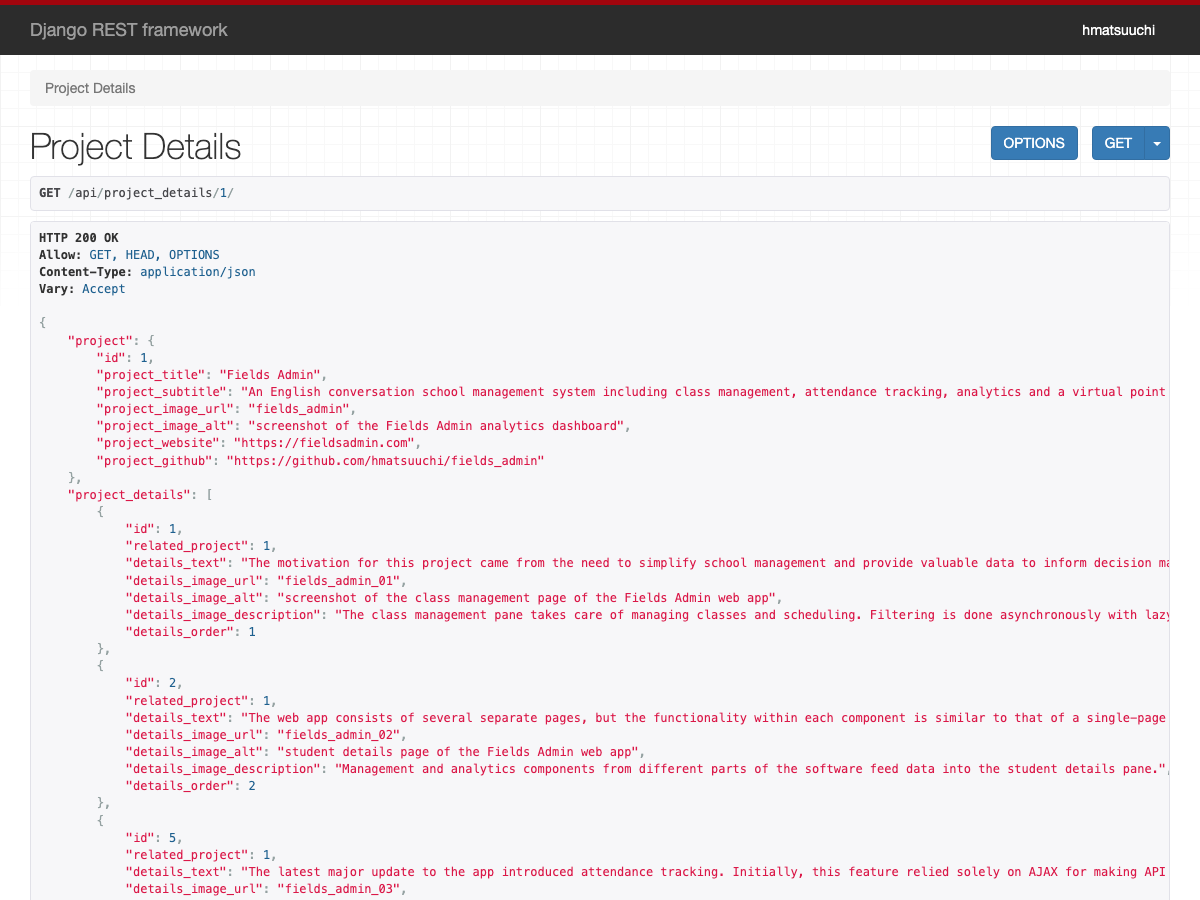 Django REST framework
hmatsuuchi
Project Details
Project Details
OPTIONS
GET
GET /api/project_details/1/
HTTP 200 OK
Allow: GET, HEAD, OPTIONS
Content-Type: application/json
Vary: Accept
{
"project": {
"id": 1,
"project_title": "Fields Admin",
"project_subtitle": "An English conversation school management system including class management, attendance tracking, analytics and a virtual point
"project_image_url": "fields_admin",
"project_image_alt": "screenshot of the Fields Admin analytics dashboard",
"project_website": "https://fieldsadmin.com",
"project_github": "https://github.com/hmatsuuchi/fields_admin"
},
"project_details": [
{
"id": 1,
"related_project": 1,
"details_text": "The motivation for this project came from the need to simplify school management and provide valuable data to inform decision ma
"details_image_url": "fields_admin_01",
"details_image_alt": "screenshot of the class management page of the Fields Admin web app",
"details_image_description": "The class management pane takes care of managing classes and scheduling. Filtering is done asynchronously with lazy
"details_order": 1
},
{
"id": 2,
"related_project": 1,
"details_text": "The web app consists of several separate pages, but the functionality within each component is similar to that of a single-page
"details_image_url": "fields_admin_02",
"details_image_alt": "student details page of the Fields Admin web app",
"details_image_description": "Management and analytics components from different parts of the software feed data into the student details pane.",
"details_order": 2
},
{
"id": 5,
"related_project": 1,
"details_text": "The latest major update to the app introduced attendance tracking. Initially, this feature relied solely on AJAX for making API
"details_image_url": "fields_admin_03",